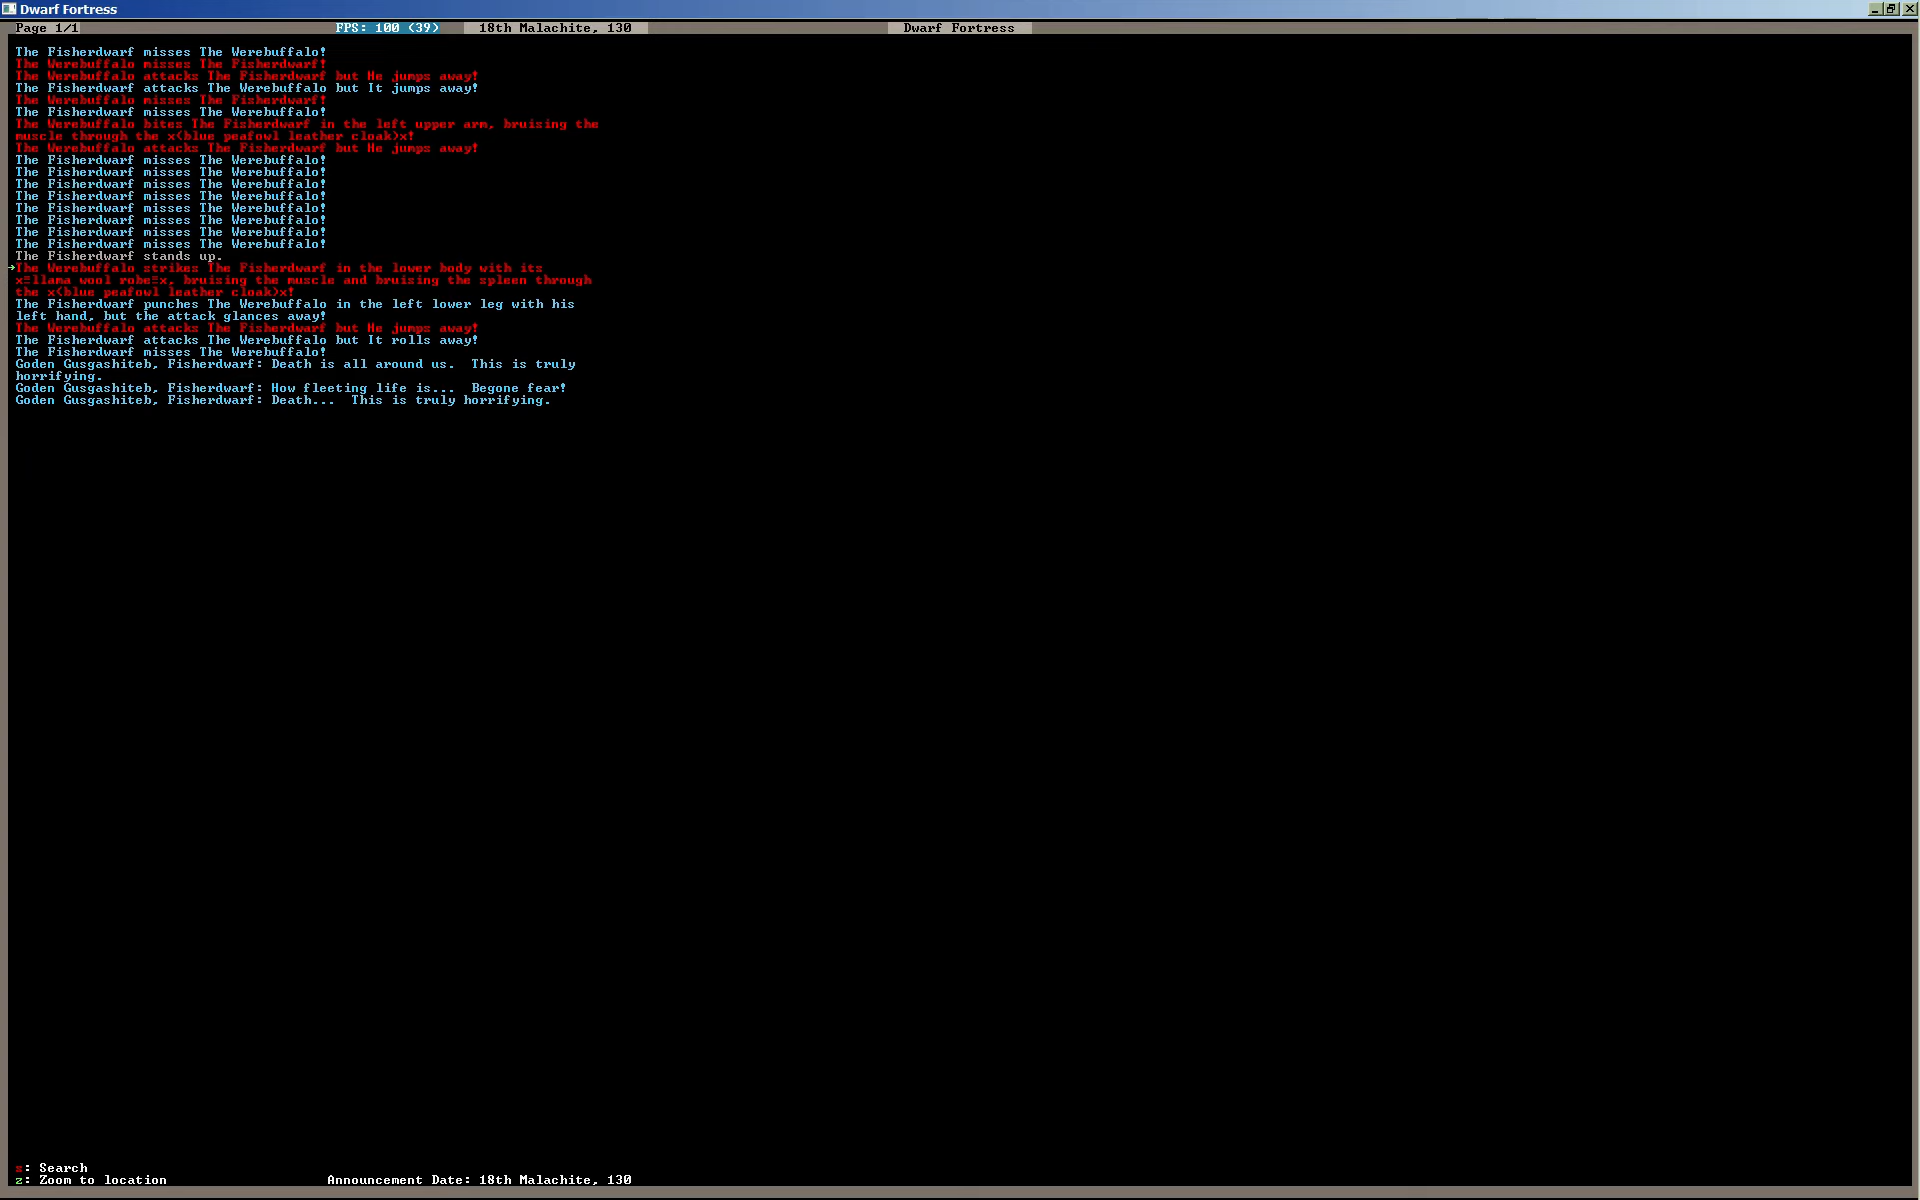 Dwarf Fortress
Page 1/1 FPS: 100 (39) 18th Malachite, 130 Dwarf Fortress
The Fisherdwarf misses The Werebuffalo!
The Werebuffalo misses The Fisherdwarf!
The Werebuffalo attacks The Fisherdwarf but He jumps away!
The Fisherdwarf attacks The Werebuffalo but It jumps away!
The Werebuffalo misses The Fisherdwarf!
The Fisherdwarf misses The Werebuffalo!
The Werebuffalo bites The Fisherdwarf in the left upper arm, bruising the
muscle through the x(blue peafowl leather cloak)x!
The Werebuffalo attacks The Fisherdwarf but He jumps away!
The Fisherdwarf misses The Werebuffalo!
The Fisherdwarf misses The Werebuffalo!
The Fisherdwarf misses The Werebuffalo!
The Fisherdwarf misses The Werebuffalo!
The Fisherdwarf misses The Werebuffalo!
The Fisherdwarf misses The Werebuffalo!
The Fisherdwarf misses The Werebuffalo!
The Fisherdwarf misses The Werebuffalo!
The Fisherdwarf stands up.
→The Werebuffalo strikes The Fisherdwarf in the lower body with its
x≡llama wool robe≡x, bruising the muscle and bruising the spleen through
the x(blue peafowl leather cloak)x!
The Fisherdwarf punches The Werebuffalo in the left lower leg with his
left hand, but the attack glances away!
The Werebuffalo attacks The Fisherdwarf but He jumps away!
The Fisherdwarf attacks The Werebuffalo but It rolls away!
The Fisherdwarf misses The Werebuffalo!
Goden Gusgashiteb, Fisherdwarf: Death is all around us.  This is truly
horrifying.
Goden Gusgashiteb, Fisherdwarf: How fleeting life is...  Begone fear!
Goden Gusgashiteb, Fisherdwarf: Death...  This is truly horrifying.
s: Search
z: Zoom to location Announcement Date: 18th Malachite, 130